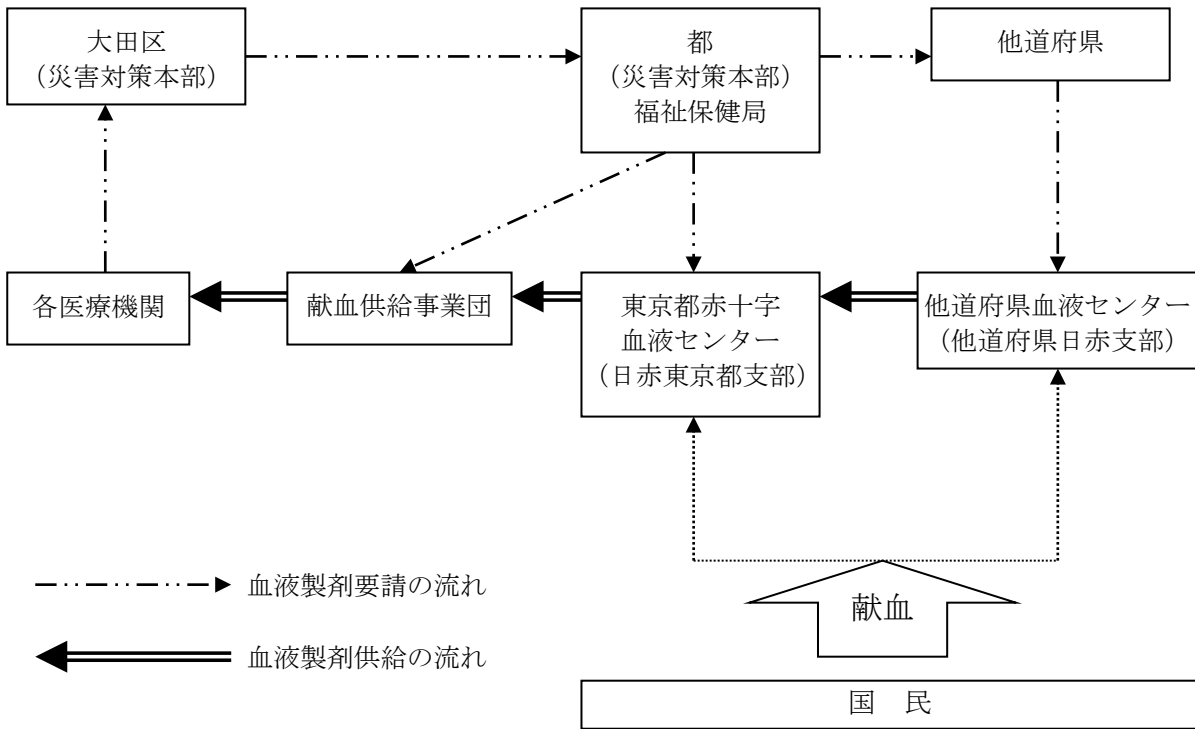 大田区
（災害対策本部）
都
（災害対策本部）
福祉保健局
他道府県
各医療機関
献血供給事業団
東京都赤十字
血液センター
（日赤東京都支部）
他道府県血液センター
（他道府県日赤支部）
血液製剤要請の流れ
献血
血液製剤供給の流れ
国　民